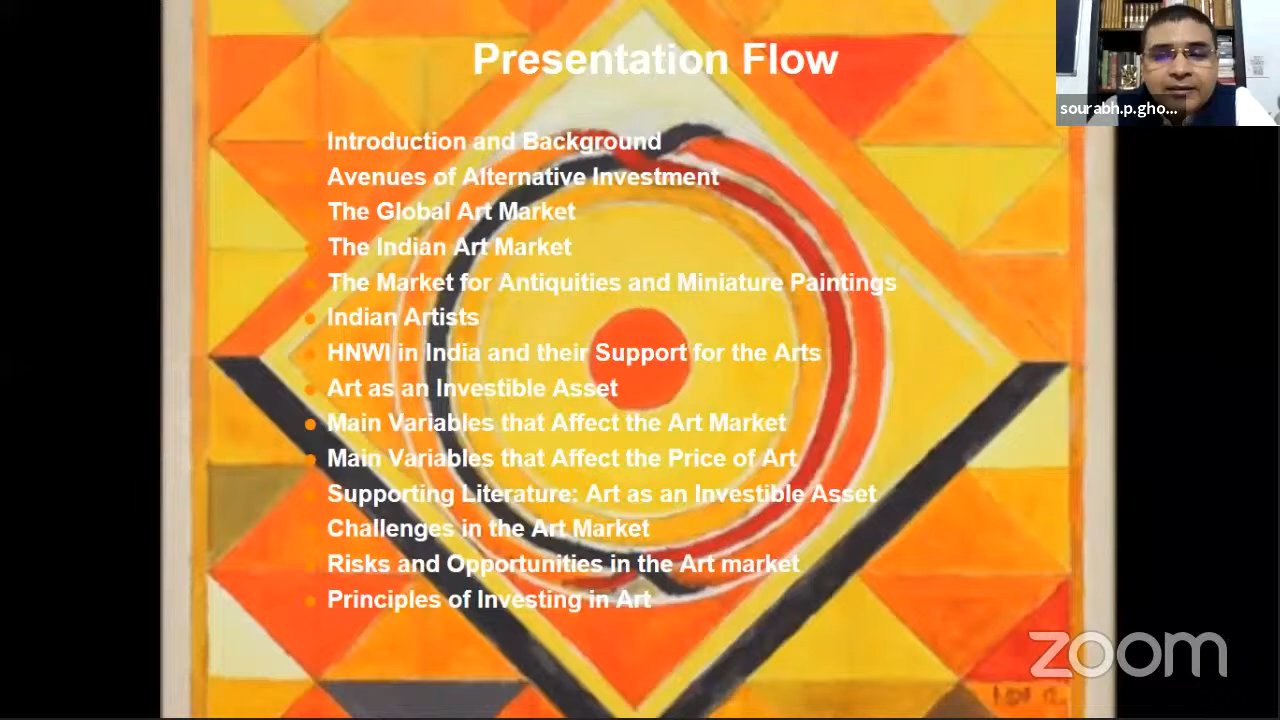 Presentation Flow
sourabh.p.gho...
Introduction and Background
Avenues of Alternative Investment
The Global Art Market
The Indian Art Market
The Market for Antiquities and Miniature Paintings
Indian Artists
HNWI in India and their Support for the Arts
Art as an Investible Asset
Main Variables that Affect the Art Market
Main Variables that Affect the Price of Art
Supporting Literature: Art as an Investible Asset
Challenges in the Art Market
Risks and Opportunities in the Art market
Principles of Investing in Art
zoom